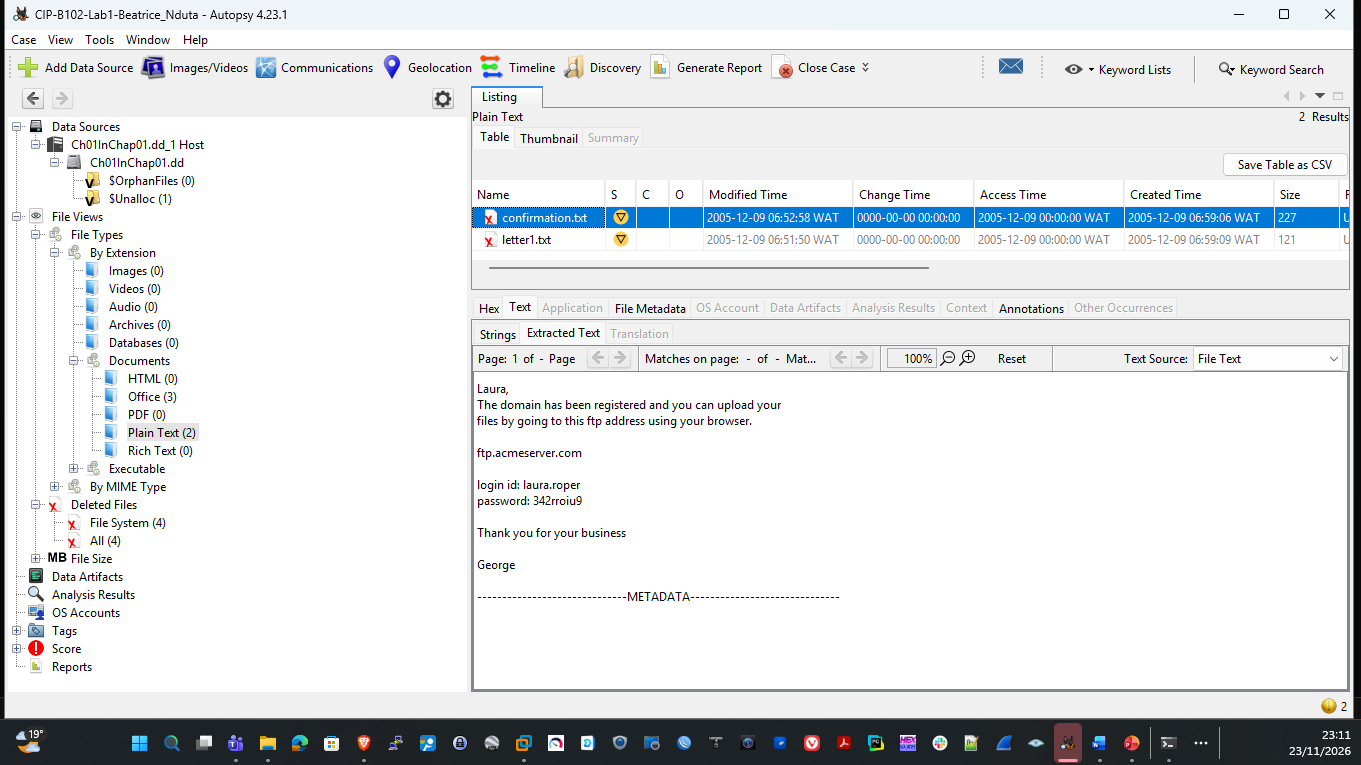 CIP-B102-Lab1-Beatrice_Nduta - Autopsy 4.23.1
Case View Tools Window Help
Add Data Source Images/Videos Communications Geolocation Timeline Discovery Generate Report Close Case Keyword Lists Keyword Search
Listing
Plain Text 2 Results
Table Thumbnail Summary
Save Table as CSV
Name S C O Modified Time Change Time Access Time Created Time Size
confirmation.txt 2005-12-09 06:52:58 WAT 0000-00-00 00:00:00 2005-12-09 00:00:00 WAT 2005-12-09 06:59:06 WAT 227
letter1.txt 2005-12-09 06:51:50 WAT 0000-00-00 00:00:00 2005-12-09 00:00:00 WAT 2005-12-09 06:59:09 WAT 121
Data Sources
Ch01InChap01.dd_1 Host
Ch01InChap01.dd
$OrphanFiles (0)
$Unalloc (1)
File Views
File Types
By Extension
Images (0)
Videos (0)
Audio (0)
Archives (0)
Databases (0)
Documents
HTML (0)
Office (3)
PDF (0)
Plain Text (2)
Rich Text (0)
Executable
By MIME Type
Deleted Files
File System (4)
All (4)
MB File Size
Data Artifacts
Analysis Results
OS Accounts
Tags
Score
Reports
Hex Text Application File Metadata OS Account Data Artifacts Analysis Results Context Annotations Other Occurrences
Strings Extracted Text Translation
Page: 1 of - Page Matches on page: - of - Mat... 100% Reset Text Source: File Text
Laura,
The domain has been registered and you can upload your
files by going to this ftp address using your browser.
ftp.acmeserver.com
login id: laura.roper
password: 342rroiu9
Thank you for your business
George
------------------------------METADATA------------------------------
2
19°
23:11
23/11/2026